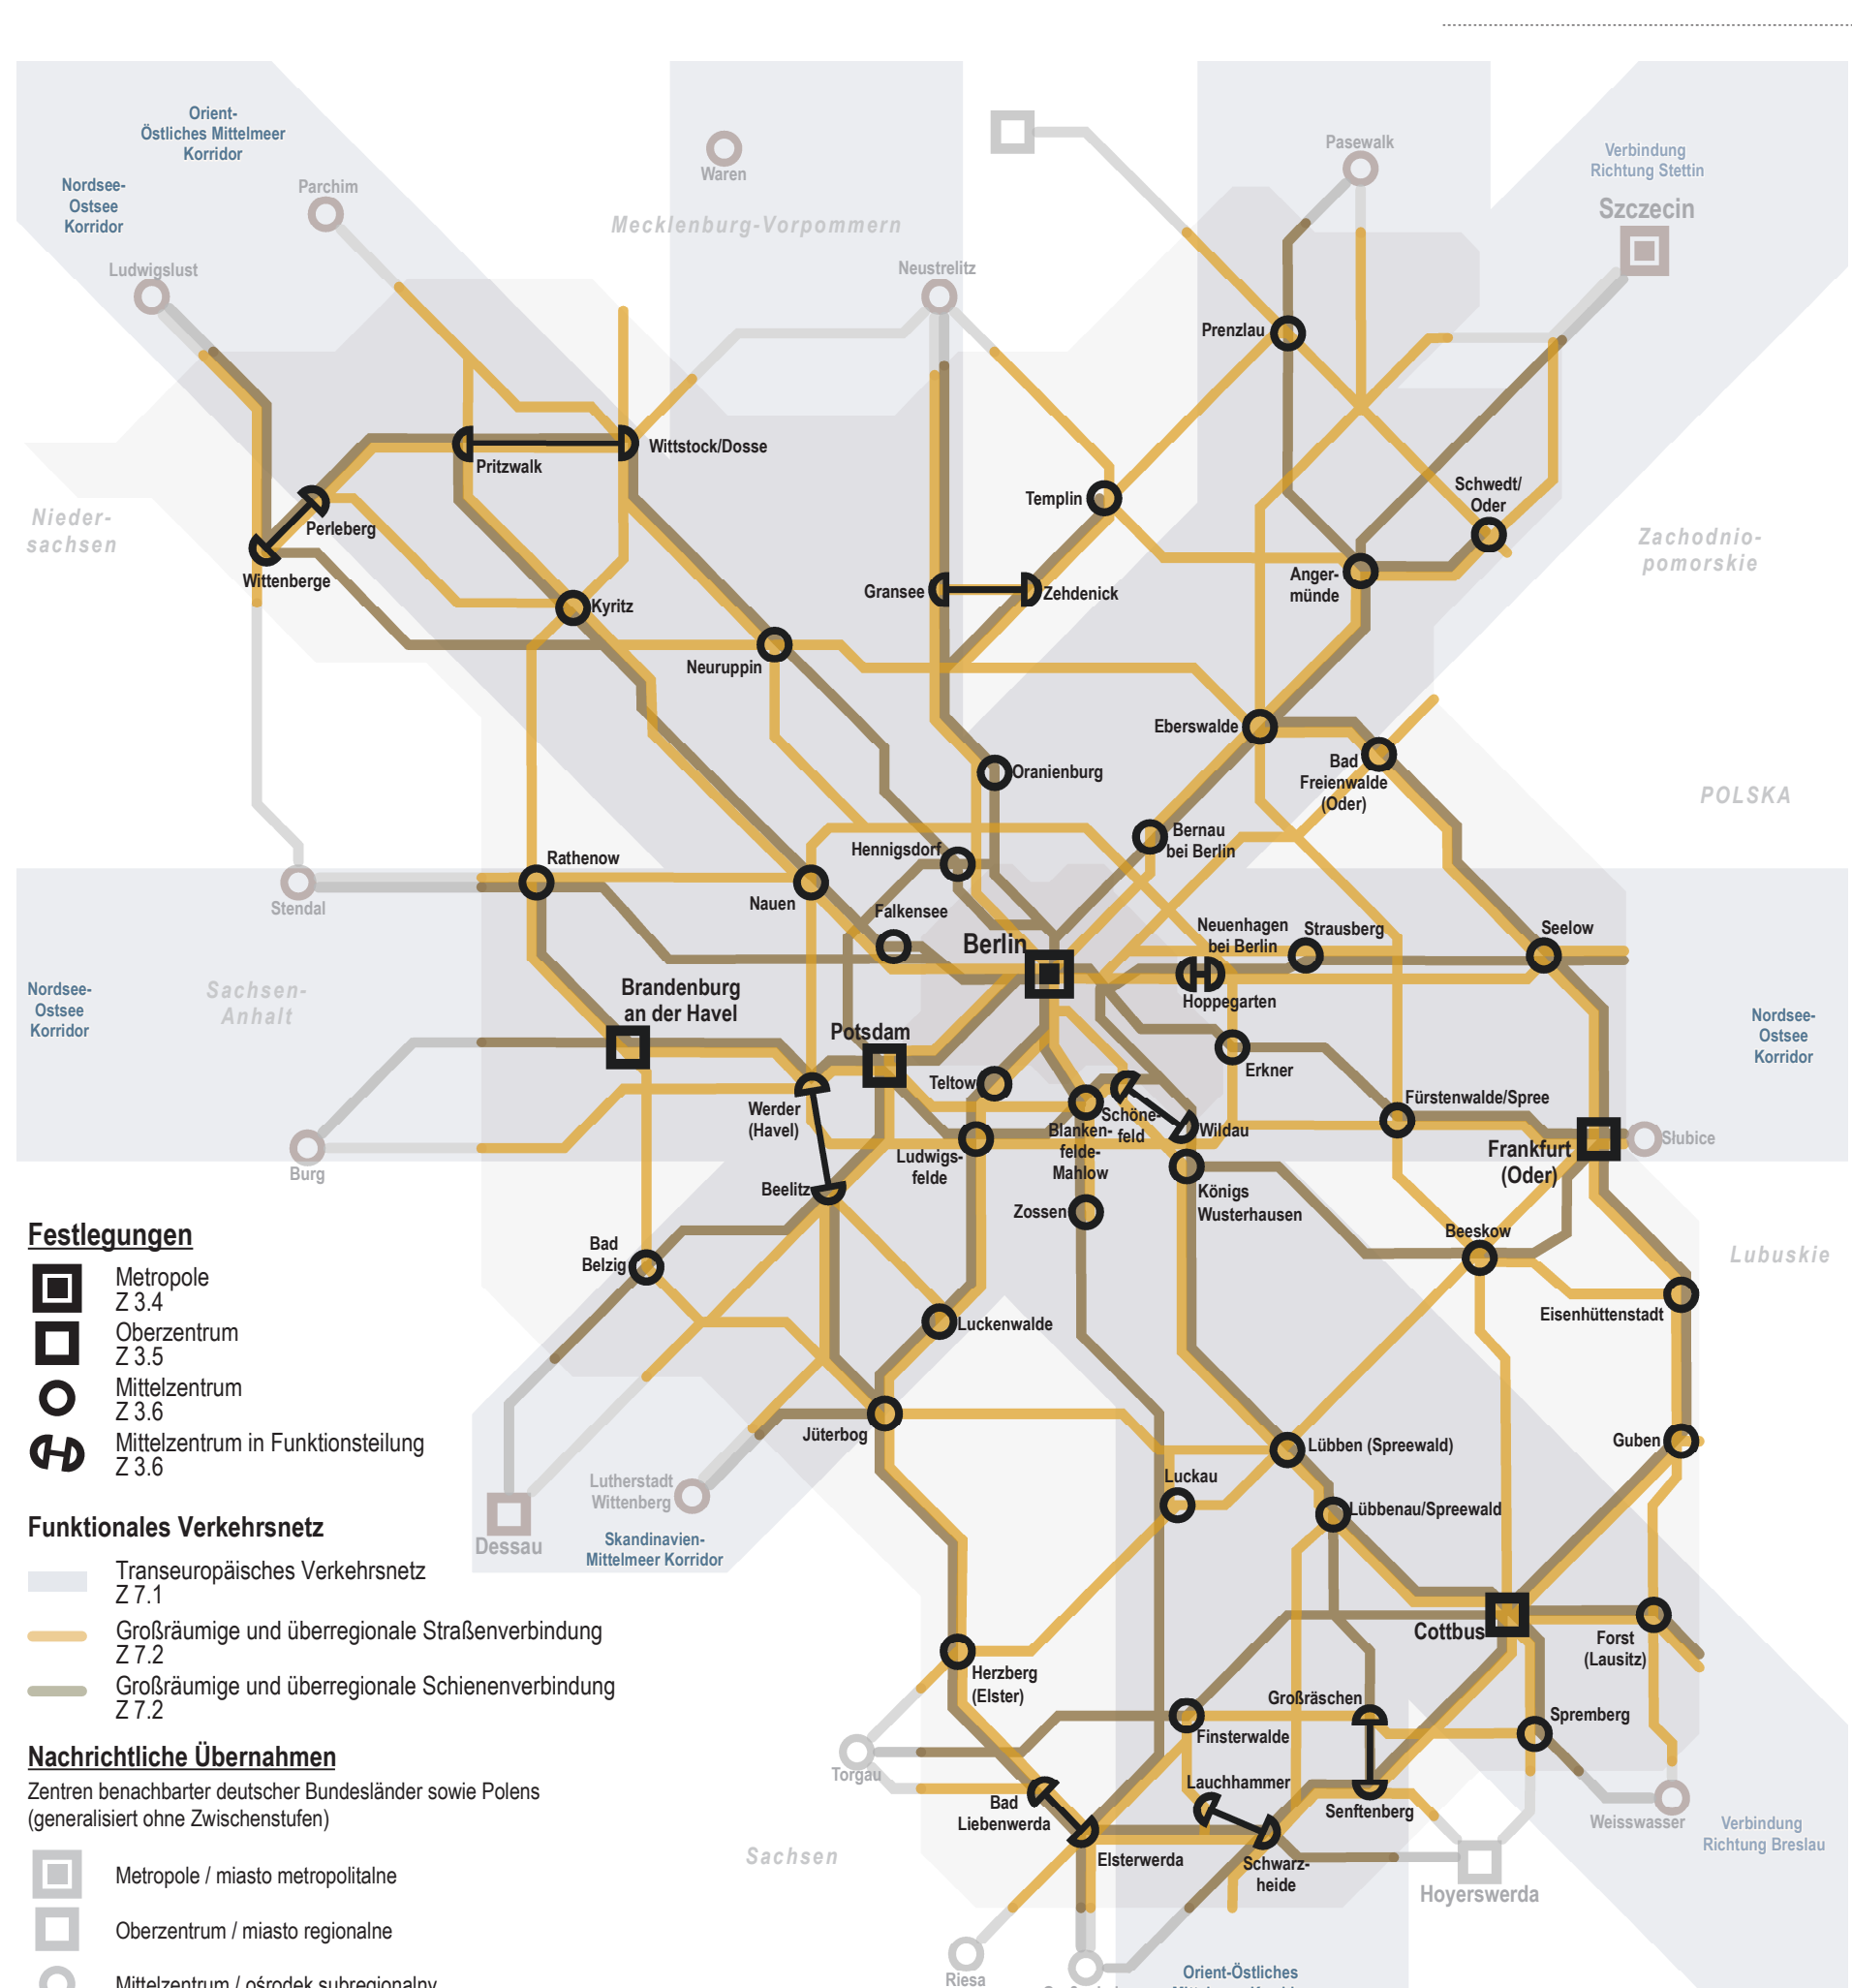 Orient-
Östliches Mittelmeer
Korridor
Nordsee-
Ostsee
Korridor
Parchim
Ludwigslust
Waren
Mecklenburg-Vorpommern
Neustrelitz
Pasewalk
Verbindung
Richtung Stettin
Szczecin
Prenzlau
Wittstock/Dosse
Pritzwalk
Perleberg
Wittenberge
Nieder-
sachsen
Templin
Schwedt/
Oder
Zachodnio-
pomorskie
Anger-
münde
Gransee
Zehdenick
Kyritz
Neuruppin
Eberswalde
Bad
Freienwalde
(Oder)
Oranienburg
POLSKA
Bernau
bei Berlin
Hennigsdorf
Rathenow
Stendal
Nauen
Falkensee
Berlin
Neuenhagen
bei Berlin
Strausberg
Seelow
Hoppegarten
Nordsee-
Ostsee
Korridor
Sachsen-
Anhalt
Brandenburg
an der Havel
Potsdam
Nordsee-
Ostsee
Korridor
Erkner
Teltow
Fürstenwalde/Spree
Werder
(Havel)
Schöne-
feld
Wildau
Blanken-
felde-
Mahlow
Ludwigs-
felde
Frankfurt
(Oder)
Słubice
Burg
Beelitz
Königs
Wusterhausen
Zossen
Beeskow
Lubuskie
Bad
Belzig
Eisenhüttenstadt
Luckenwalde
Festlegungen
Metropole
Z 3.4
Oberzentrum
Z 3.5
Mittelzentrum
Z 3.6
Mittelzentrum in Funktionsteilung
Z 3.6
Jüterbog
Lübben (Spreewald)
Guben
Luckau
Lübbenau/Spreewald
Lutherstadt
Wittenberg
Dessau
Skandinavien-
Mittelmeer Korridor
Funktionales Verkehrsnetz
Transeuropäisches Verkehrsnetz
Z 7.1
Großräumige und überregionale Straßenverbindung
Z 7.2
Großräumige und überregionale Schienenverbindung
Z 7.2
Cottbus
Forst
(Lausitz)
Herzberg
(Elster)
Großräschen
Finsterwalde
Spremberg
Torgau
Lauchhammer
Bad
Liebenwerda
Senftenberg
Weisswasser
Verbindung
Richtung Breslau
Sachsen
Elsterwerda
Schwarz-
heide
Hoyerswerda
Riesa
Orient-Östliches
Nachrichtliche Übernahmen
Zentren benachbarter deutscher Bundesländer sowie Polens
(generalisiert ohne Zwischenstufen)
Metropole / miasto metropolitalne
Oberzentrum / miasto regionalne
Mittelzentrum / ośrodek subregionalny